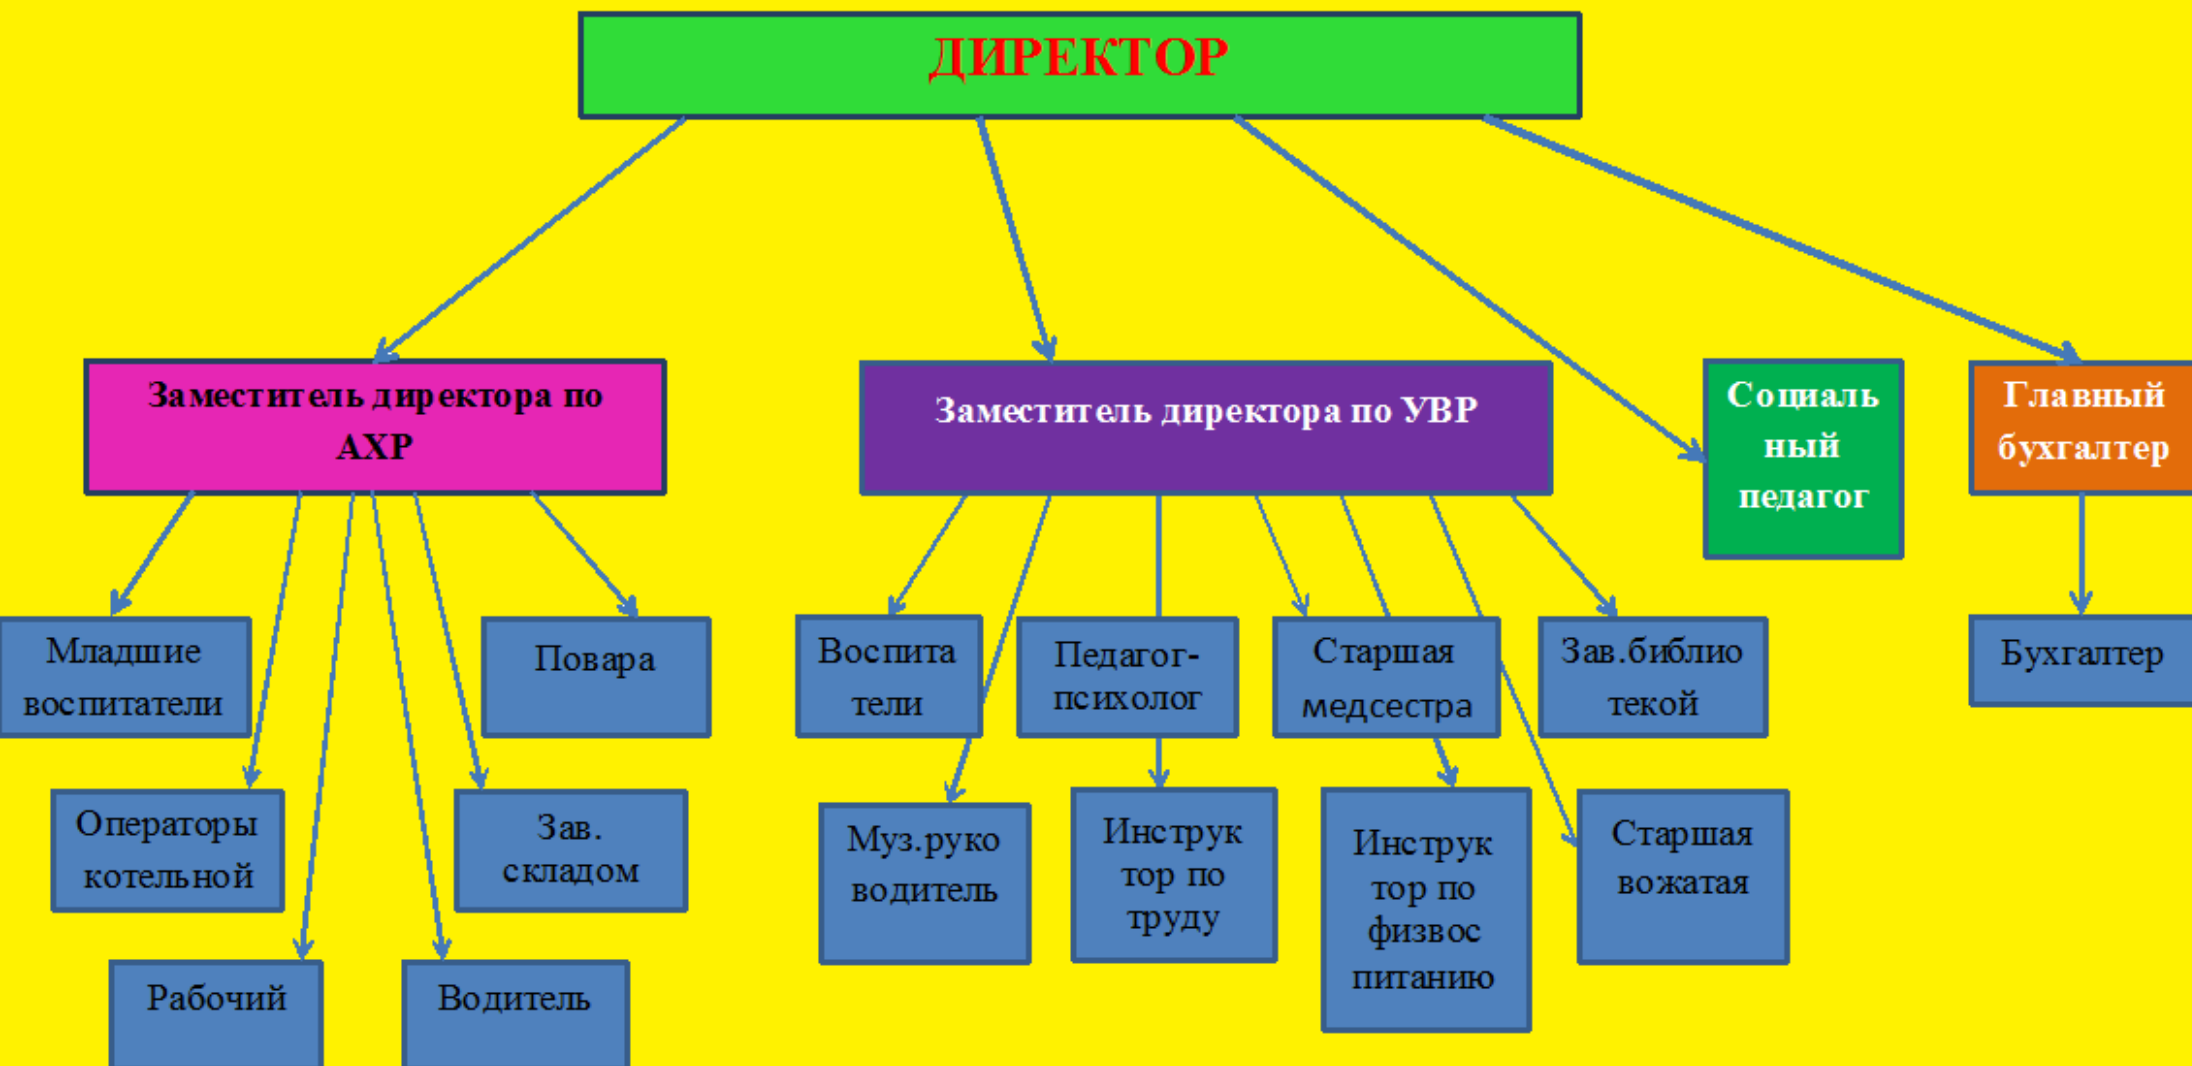 ДИРЕКТОР
Заместитель директора по
АХР
Заместитель директора по УВР
Социаль
ный
педагог
Главный
бухгалтер
Младшие
воспитатели
Повара
Воспита
тели
Педагог-
психолог
Старшая
медсестра
Зав.библио
текой
Бухгалтер
Операторы
котельной
Зав.
складом
Муз.руко
водитель
Инструк
тор по
труду
Инструк
тор по
физвос
питанию
Старшая
вожатая
Рабочий
Водитель